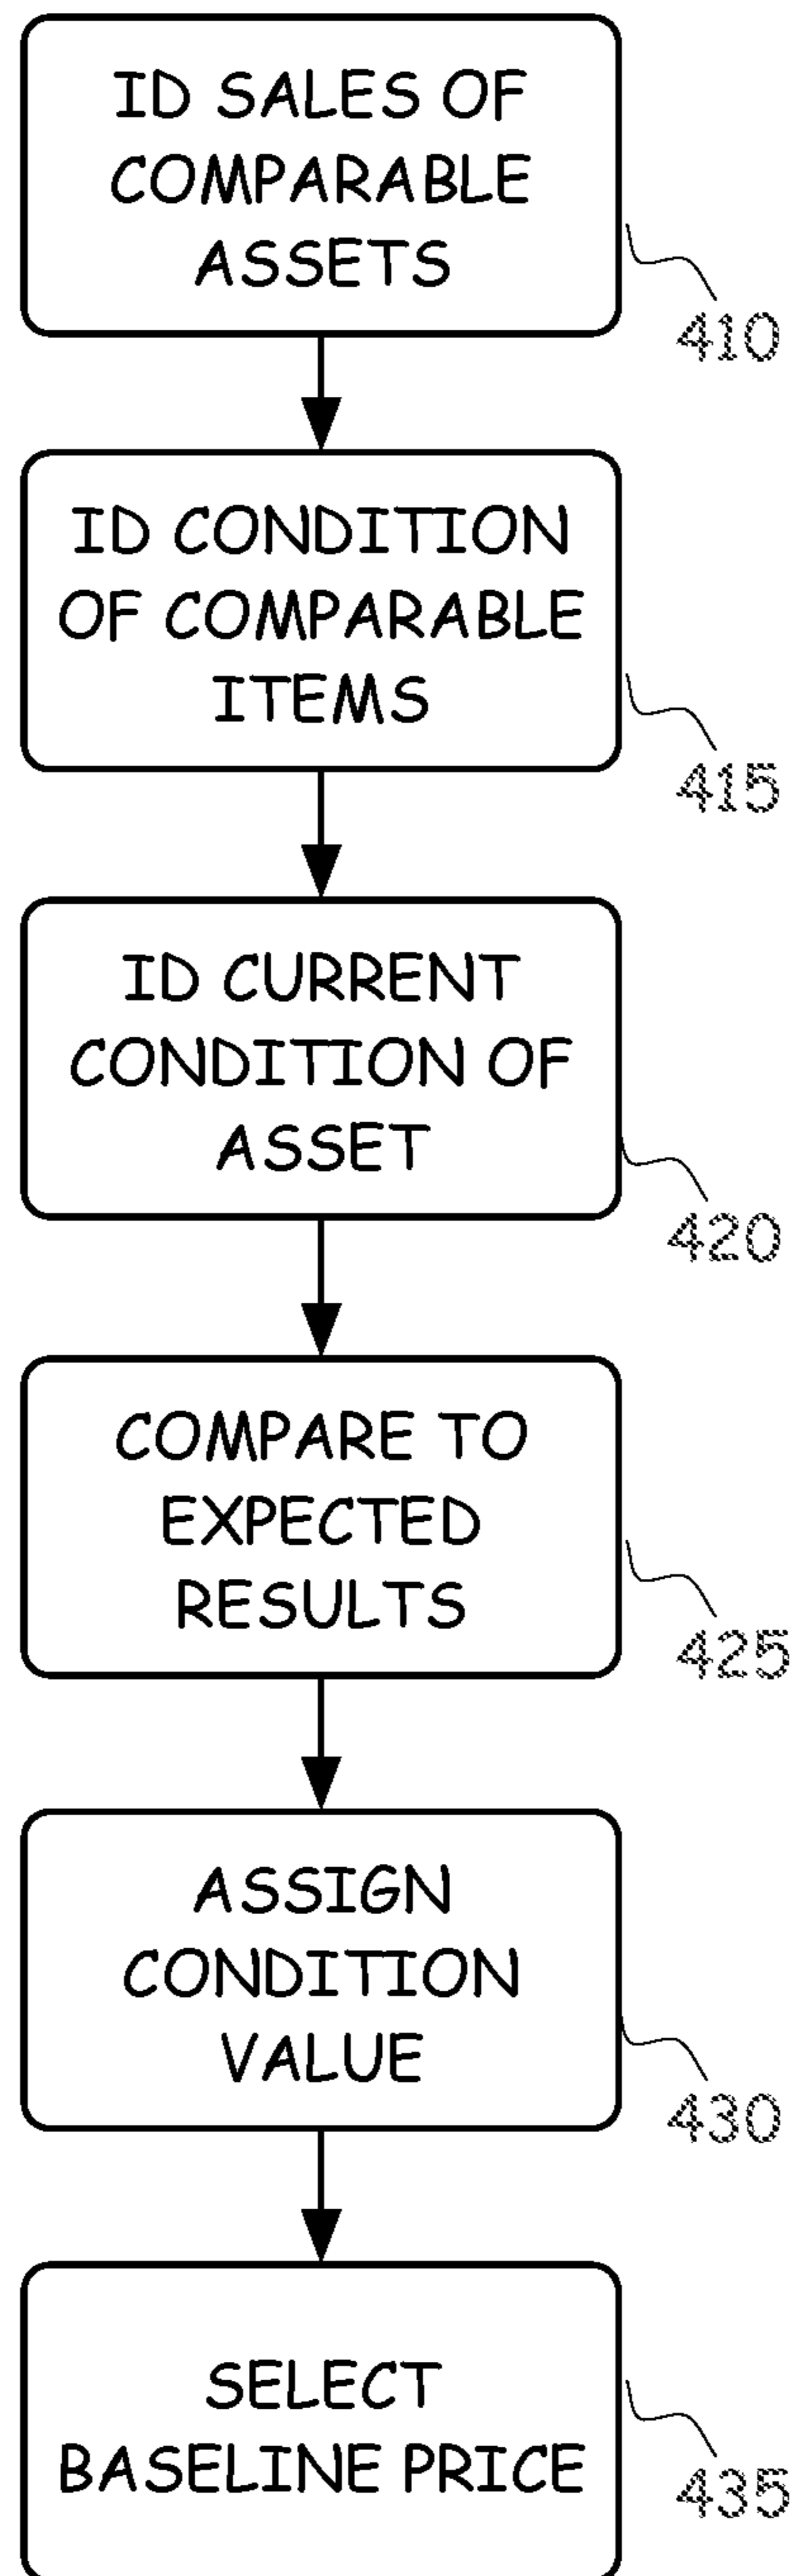 ID SALES OF
COMPARABLE
ASSETS
410
ID CONDITION
OF COMPARABLE
ITEMS
415
ID CURRENT
CONDITION OF
ASSET
420
COMPARE TO
EXPECTED
RESULTS
425
ASSIGN
CONDITION
VALUE
430
SELECT
BASELINE PRICE
435